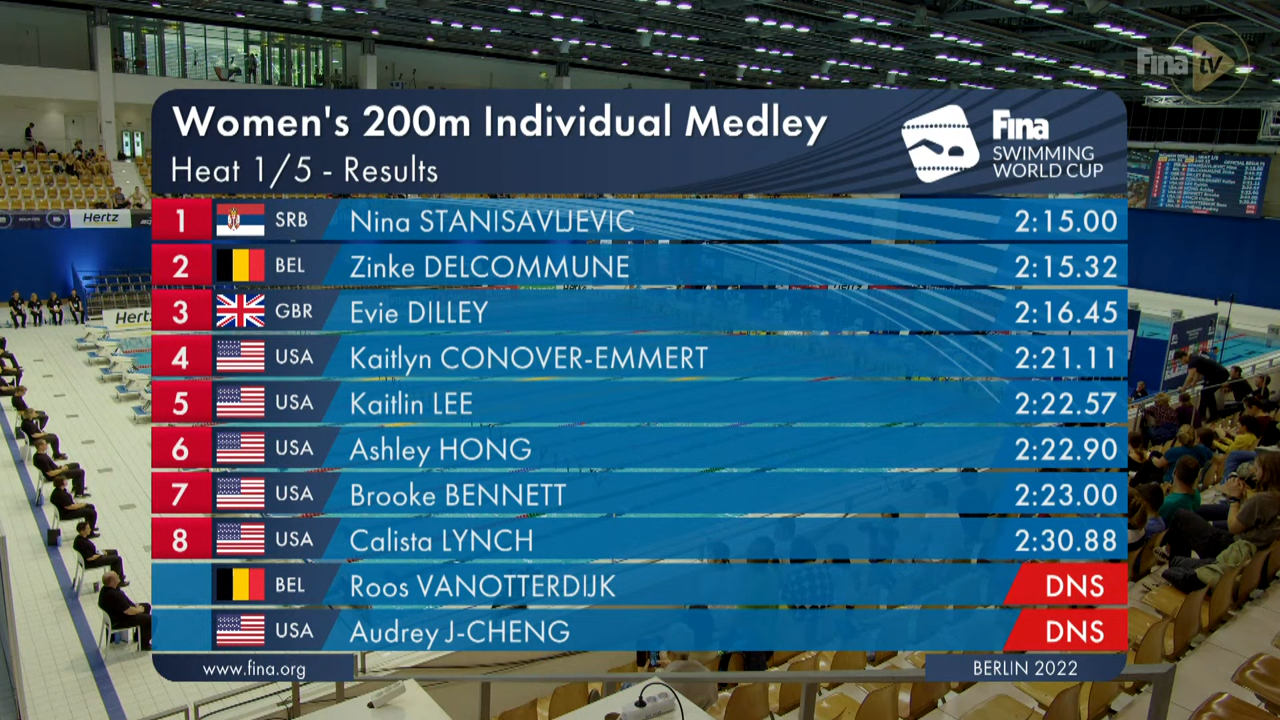 Fina tv
Women's 200m Individual Medley
Heat 1/5 - Results
Fina
SWIMMING
WORLD CUP
1 SRB Nina STANISAVLJEVIC 2:15.00
2 BEL Zinke DELCOMMUNE 2:15.32
3 GBR Evie DILLEY 2:16.45
4 USA Kaitlyn CONOVER-EMMERT 2:21.11
5 USA Kaitlin LEE 2:22.57
6 USA Ashley HONG 2:22.90
7 USA Brooke BENNETT 2:23.00
8 USA Calista LYNCH 2:30.88
BEL Roos VANOTTERDIJK DNS
USA Audrey J-CHENG DNS
www.fina.org
BERLIN 2022
Hertz
Hertz